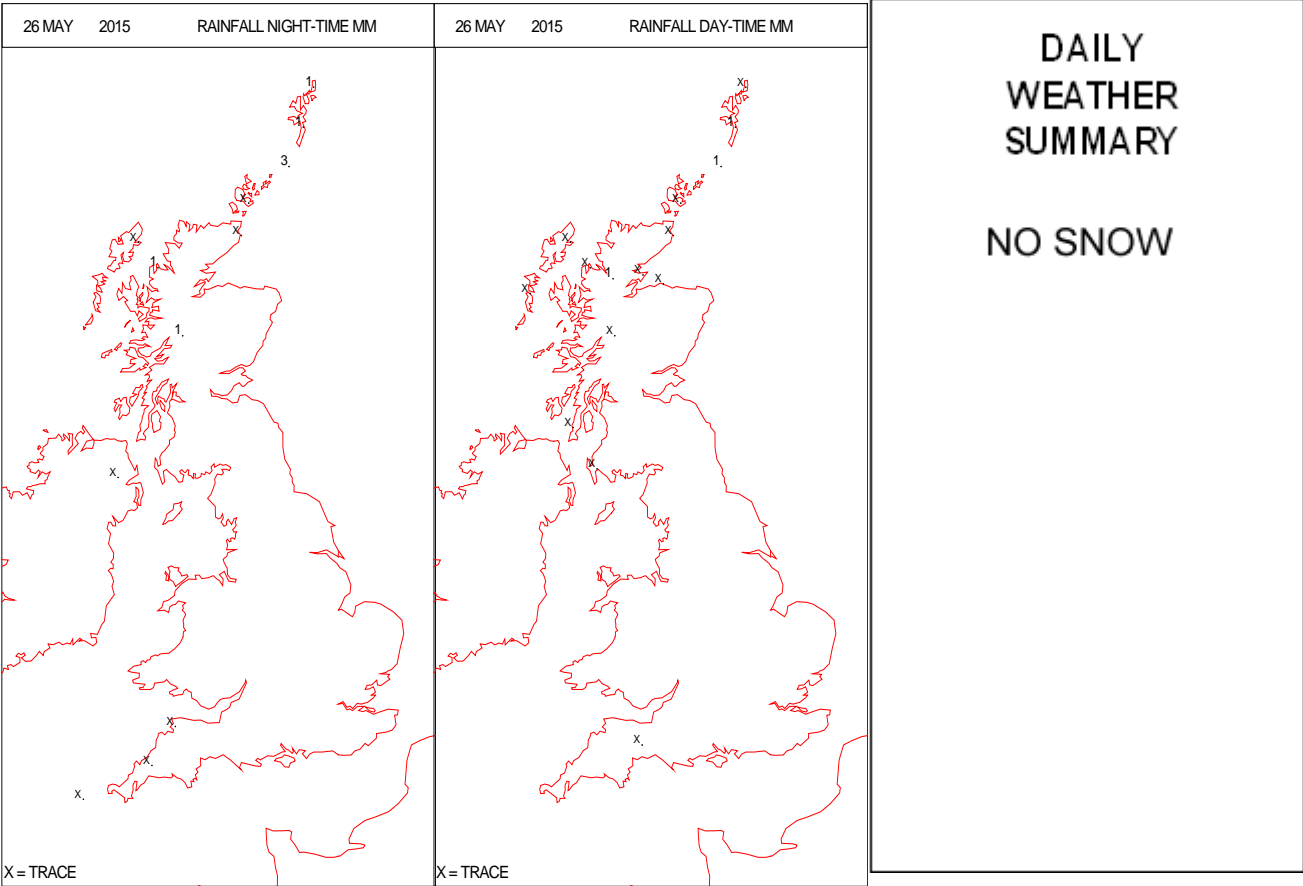 26 MAY 2015 RAINFALL NIGHT-TIME MM
1
1
3
x
x
x
1
1
x
x
x
x
X = TRACE
26 MAY 2015 RAINFALL DAY-TIME MM
x
1
1
x
x
x
x
1
x
x
x
x
x
x
x
X = TRACE
DAILY
WEATHER
SUMMARY
NO SNOW